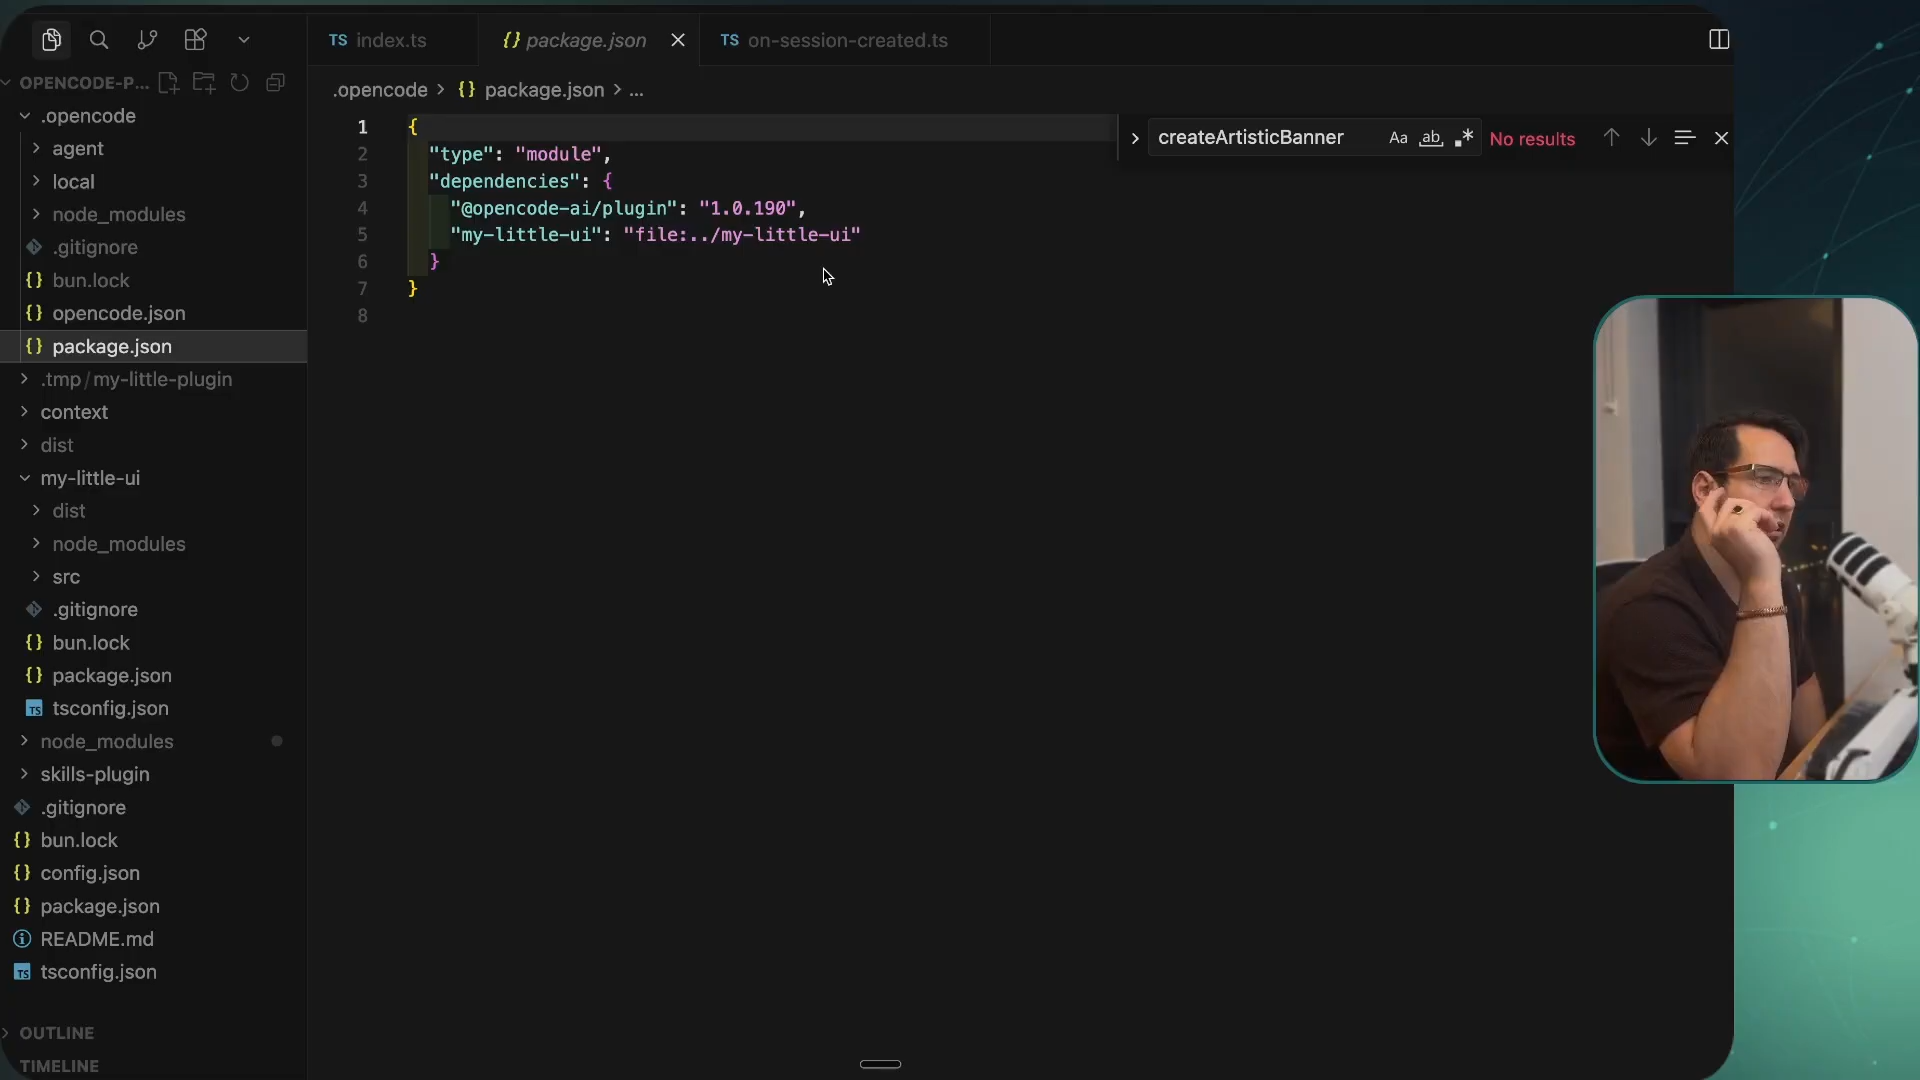 OPENCODE-P...
.opencode
agent
local
node_modules
.gitignore
bun.lock
opencode.json
package.json
.tmp/my-little-plugin
context
dist
my-little-ui
dist
node_modules
src
.gitignore
bun.lock
package.json
TS tsconfig.json
node_modules
skills-plugin
.gitignore
bun.lock
config.json
package.json
README.md
TS tsconfig.json
OUTLINE
TIMELINE
TS index.ts
{} package.json
TS on-session-created.ts
.opencode > {} package.json > ...
createArtisticBanner Aa ab .* No results
1 {
2 "type": "module",
3 "dependencies": {
4 "@opencode-ai/plugin": "1.0.190",
5 "my-little-ui": "file:../my-little-ui"
6 }
7 }
8